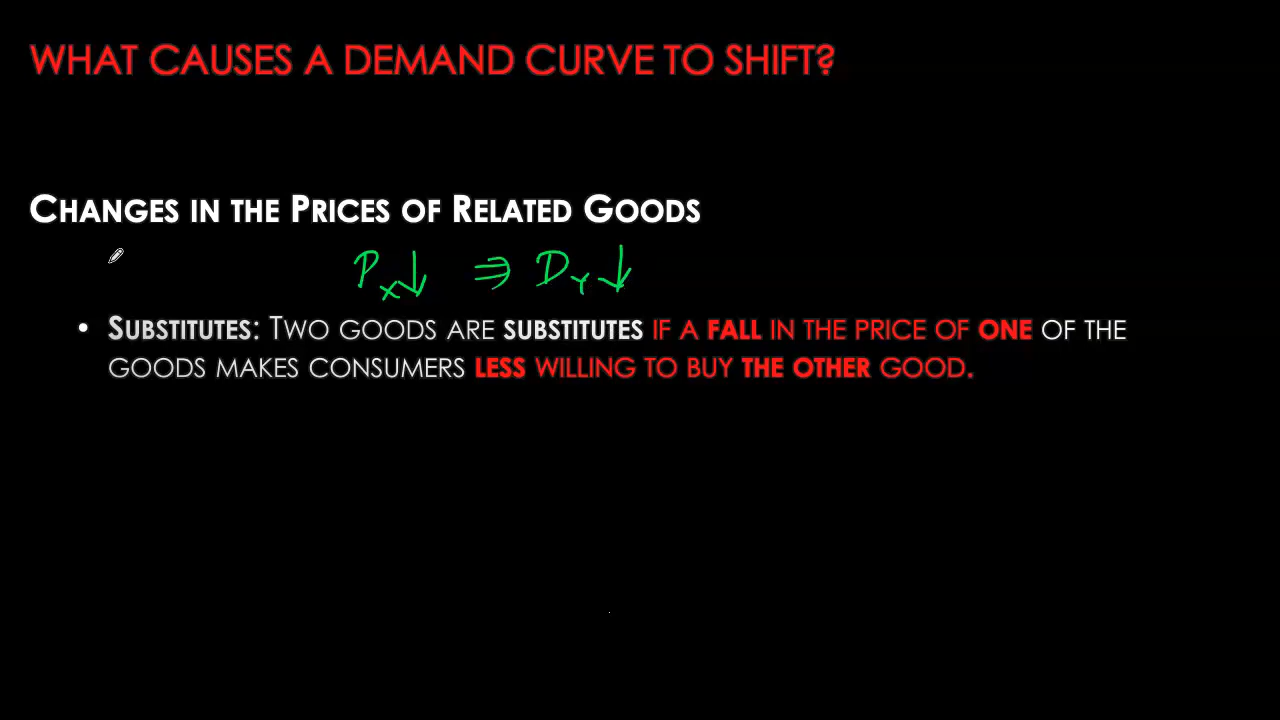 WHAT CAUSES A DEMAND CURVE TO SHIFT?
CHANGES IN THE PRICES OF RELATED GOODS
Pₓ↓ ⇒ Dᵧ↓
• SUBSTITUTES: TWO GOODS ARE SUBSTITUTES IF A FALL IN THE PRICE OF ONE OF THE
GOODS MAKES CONSUMERS LESS WILLING TO BUY THE OTHER GOOD.